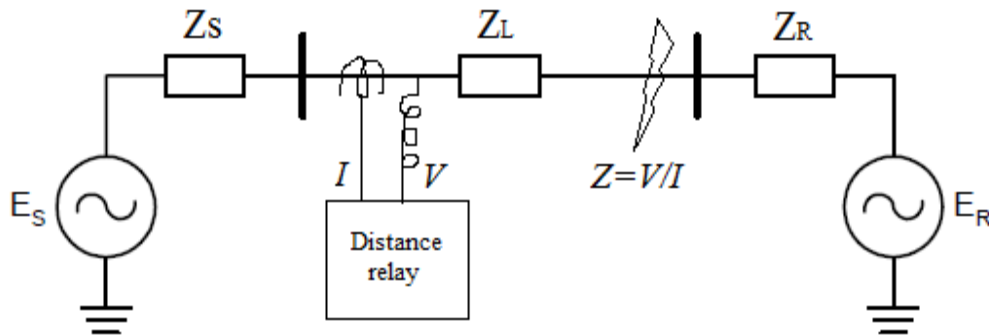 ZS
ZL
ZR
I
V
Z=V/I
ES
ER
Distance
relay